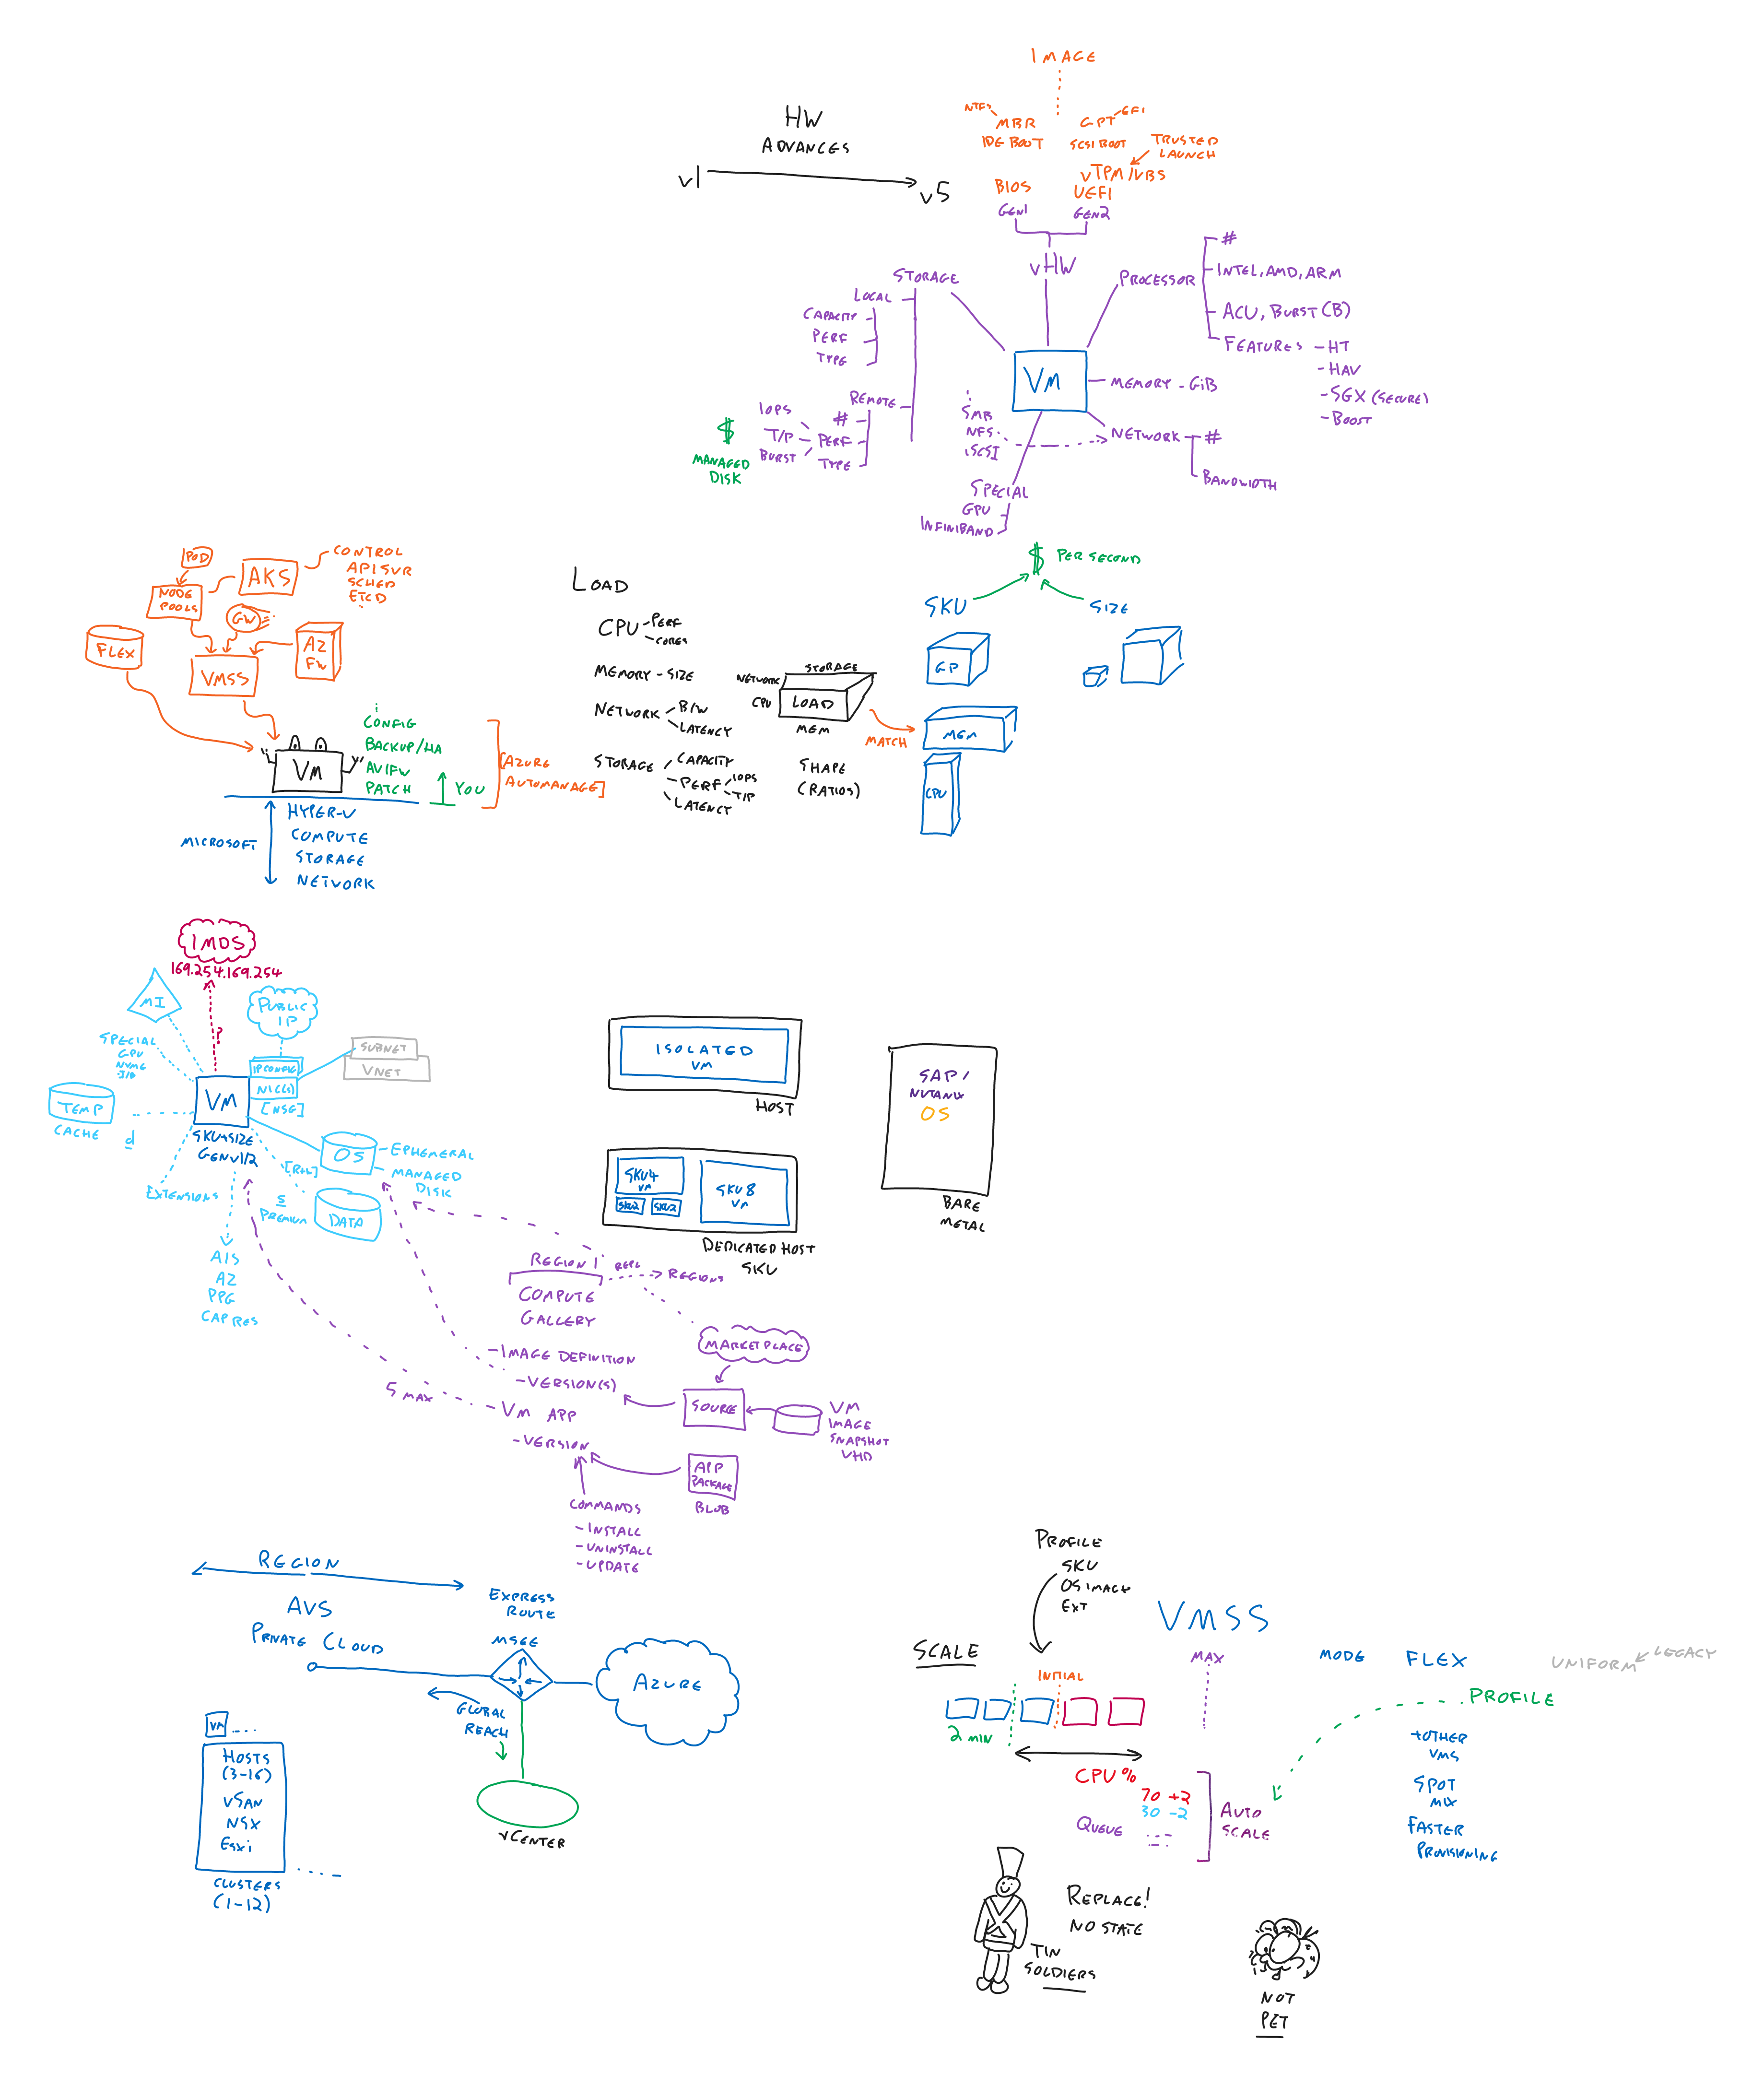 IMAGE
NTFS
MBR
IDE BOOT
GPT
EFI
SCSI BOOT
TRUSTED
LAUNCH
vTPM/VBS
BIOS
UEFI
GEN1
GEN2
HW
ADVANCES
v1
v5
vHW
STORAGE
LOCAL
CAPACITY
PERF
TYPE
REMOTE
#
PERF
TYPE
IOPS
T/P
BURST
$
MANAGED
DISK
PROCESSOR
#
INTEL, AMD, ARM
ACU, BURST (B)
FEATURES - HT
- HAV
- SGX (SECURE)
- BOOST
VM
MEMORY - GiB
SMB
NFS
iSCSI
NETWORK
#
BANDWIDTH
SPECIAL
GPU
INFINIBAND
$ PER SECOND
SKU
SIZE
GP
MEM
CPU
POD
AKS
CONTROL
API SVR
SCHED
ETCD
NODE
POOLS
GW
FLEX
VMSS
AZ
FW
VM
CONFIG
BACKUP/HA
AV/FW
PATCH
YOU
[AZURE
AUTOMANAGE]
MICROSOFT
HYPER-V
COMPUTE
STORAGE
NETWORK
LOAD
CPU - PERF
- CORES
MEMORY - SIZE
NETWORK - B/W
LATENCY
STORAGE - CAPACITY
- PERF - IOPS
- T/P
LATENCY
STORAGE
NETWORK
CPU
LOAD
MEM
MATCH
SHAPE
(RATIOS)
IMDS
169.254.169.254
MI
PUBLIC
IP
?
SPECIAL
GPU
NVME
IPCONFIG
NIC(S)
[NSG]
SUBNET
VNET
VM
SKU+SIZE
GENV1/2
TEMP
CACHE
d
OS
- EPHEMERAL
- MANAGED
DISK
EXTENSIONS
S
PREMIUM
DATA
A/S
AZ
PPG
CAP RES
ISOLATED
VM
HOST
SKU4
VM
SKU2
SKU2
SKU8
VM
DEDICATED HOST
SKU
SAP/
NUTANIX
OS
BARE
METAL
REGION 1
REPL
REGIONS
COMPUTE
GALLERY
MARKETPLACE
- IMAGE DEFINITION
- VERSION(S)
5 MAX
- VM APP
- VERSION
SOURCE
VM
IMAGE
SNAPSHOT
VHD
APP
PACKAGE
BLOB
COMMANDS
- INSTALL
- UNINSTALL
- UPDATE
REGION
AVS
PRIVATE CLOUD
EXPRESS
ROUTE
MSEE
AZURE
GLOBAL
REACH
vCENTER
VM
HOSTS
(3-16)
vSAN
NSX
ESXi
CLUSTERS
(1-12)
PROFILE
SKU
OS IMAGE
EXT
VMSS
SCALE
INITIAL
MAX
2 MIN
MODE
FLEX
UNIFORM
LEGACY
PROFILE
CPU %
70 +2
30 -2
QUEUE
AUTO
SCALE
+OTHER
VMS
SPOT
MIX
FASTER
PROVISIONING
REPLACE!
NO STATE
TIN
SOLDIERS
NOT
PET